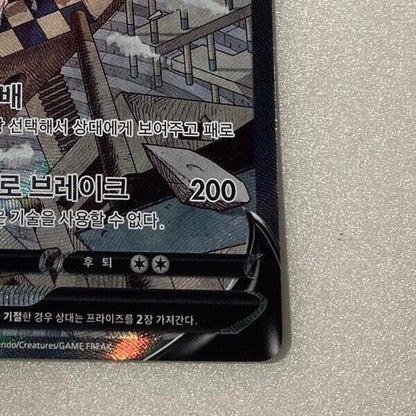 배
선택해서 상대에게 보여주고 패로
로 브레이크 200
기술을 사용할 수 없다.
후퇴
기절한 경우 상대는 프라이즈를 2장 가져간다.
ndo/Creatures/GAME FREAK